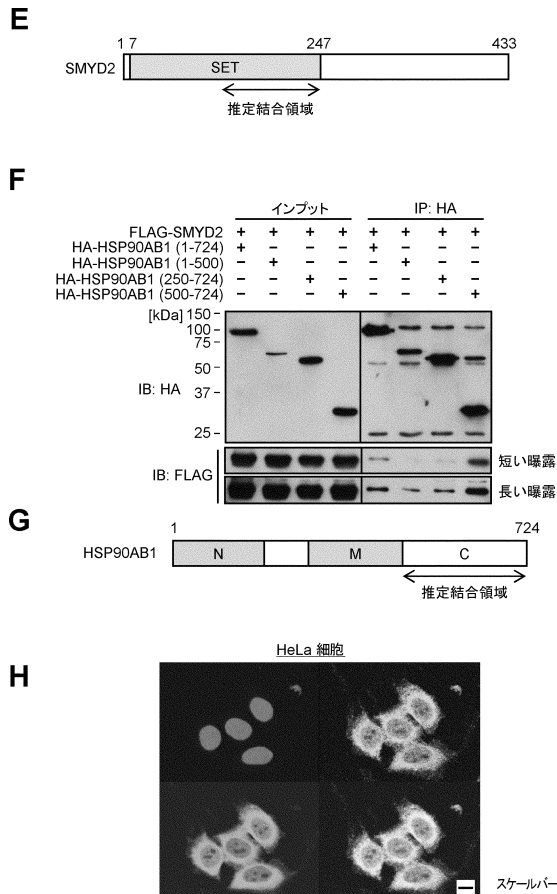 E
1 7 247 433
SMYD2 SET
推定結合領域
F
インプット IP: HA
FLAG-SMYD2 + + + + + + + +
HA-HSP90AB1 (1-724) + − − − + − − −
HA-HSP90AB1 (1-500) − + − − − + − −
HA-HSP90AB1 (250-724) − − + − − − + −
HA-HSP90AB1 (500-724) − − − + − − − +
[kDa] 150
100
75
50
IB: HA 37
25
IB: FLAG 短い曝露
長い曝露
G
1 724
HSP90AB1 N M C
推定結合領域
HeLa 細胞
H
スケールバー